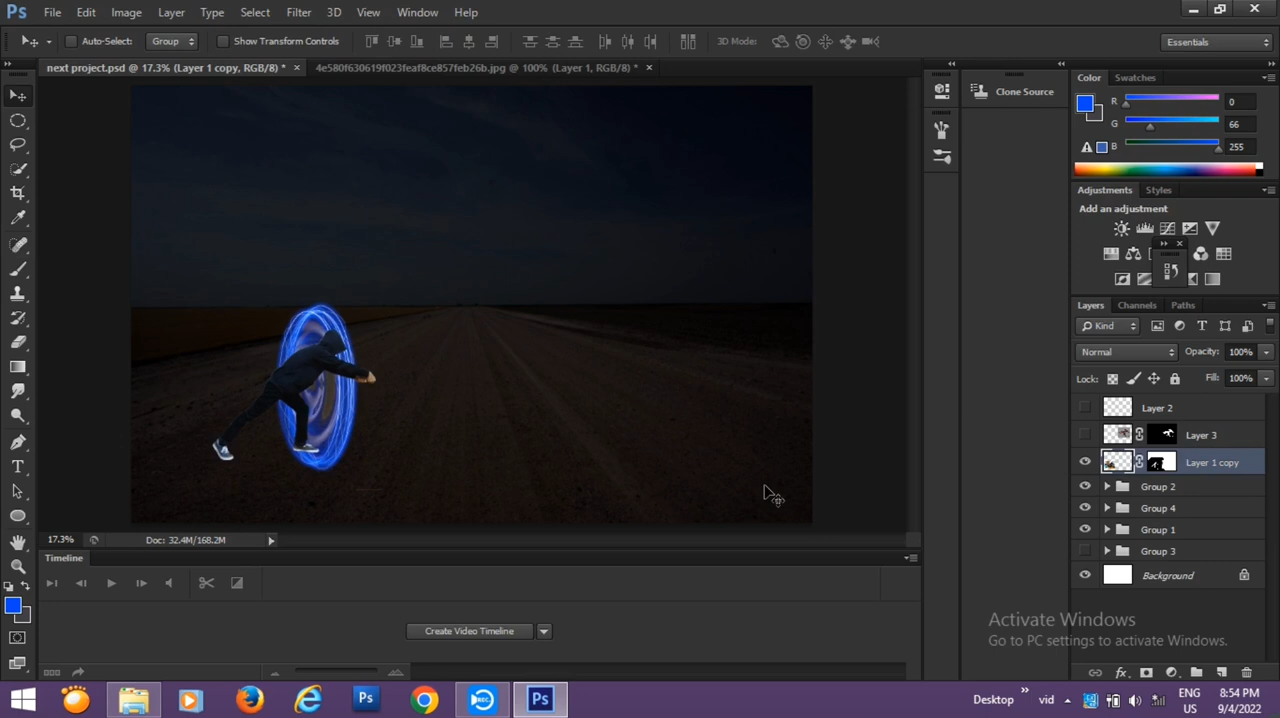 Ps File Edit Image Layer Type Select Filter 3D View Window Help
Auto-Select: Group Show Transform Controls 3D Mode: Essentials
next project.psd @ 17.3% (Layer 1 copy, RGB/8) * × 4e580f630619f023feaf8ce857feb26b.jpg @ 100% (Layer 1, RGB/8) * ×
Clone Source
Color Swatches
R 0
G 66
B 255
Adjustments Styles
Add an adjustment
Layers Channels Paths
Kind
Normal Opacity: 100%
Lock: Fill: 100%
Layer 2
Layer 3
Layer 1 copy
Group 2
Group 4
Group 1
Group 3
Background
17.3% Doc: 32.4M/168.2M
Timeline
Create Video Timeline
Activate Windows
Go to PC settings to activate Windows.
Ps REC Ps
Desktop » vid ENG
US
8:54 PM
9/4/2022